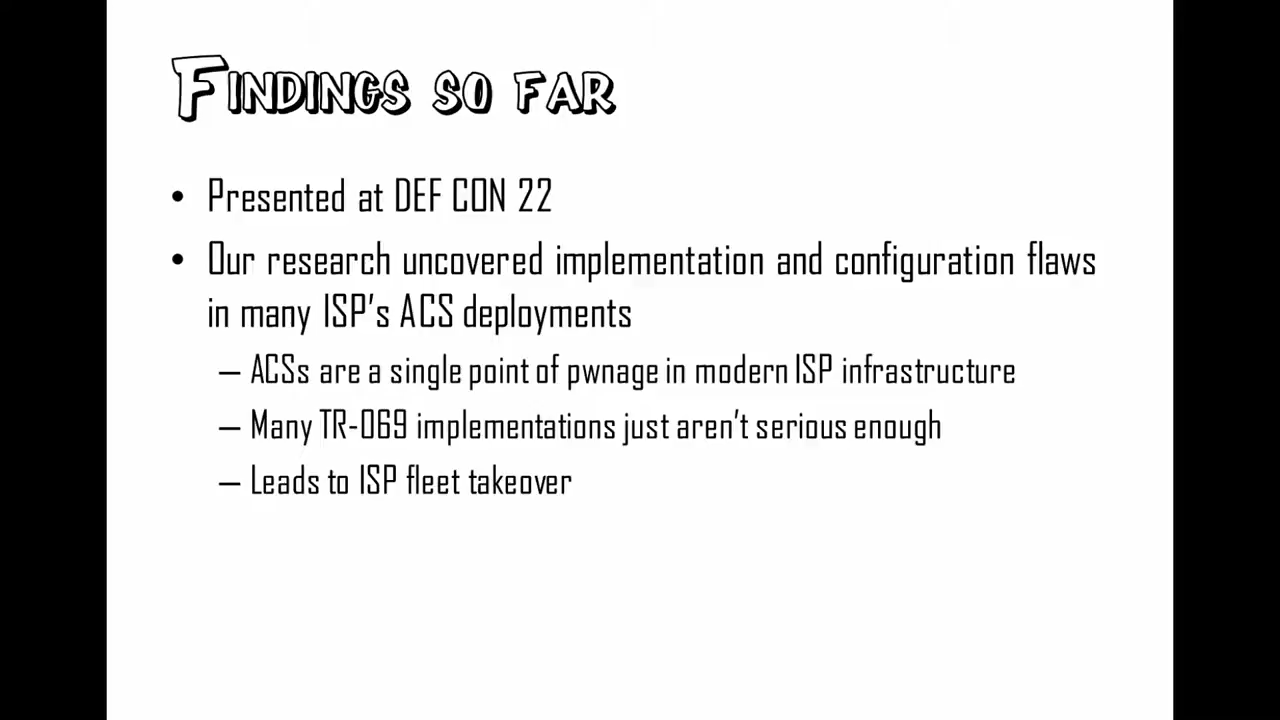 Findings so far
• Presented at DEF CON 22
• Our research uncovered implementation and configuration flaws
in many ISP's ACS deployments
– ACSs are a single point of pwnage in modern ISP infrastructure
– Many TR-069 implementations just aren't serious enough
– Leads to ISP fleet takeover